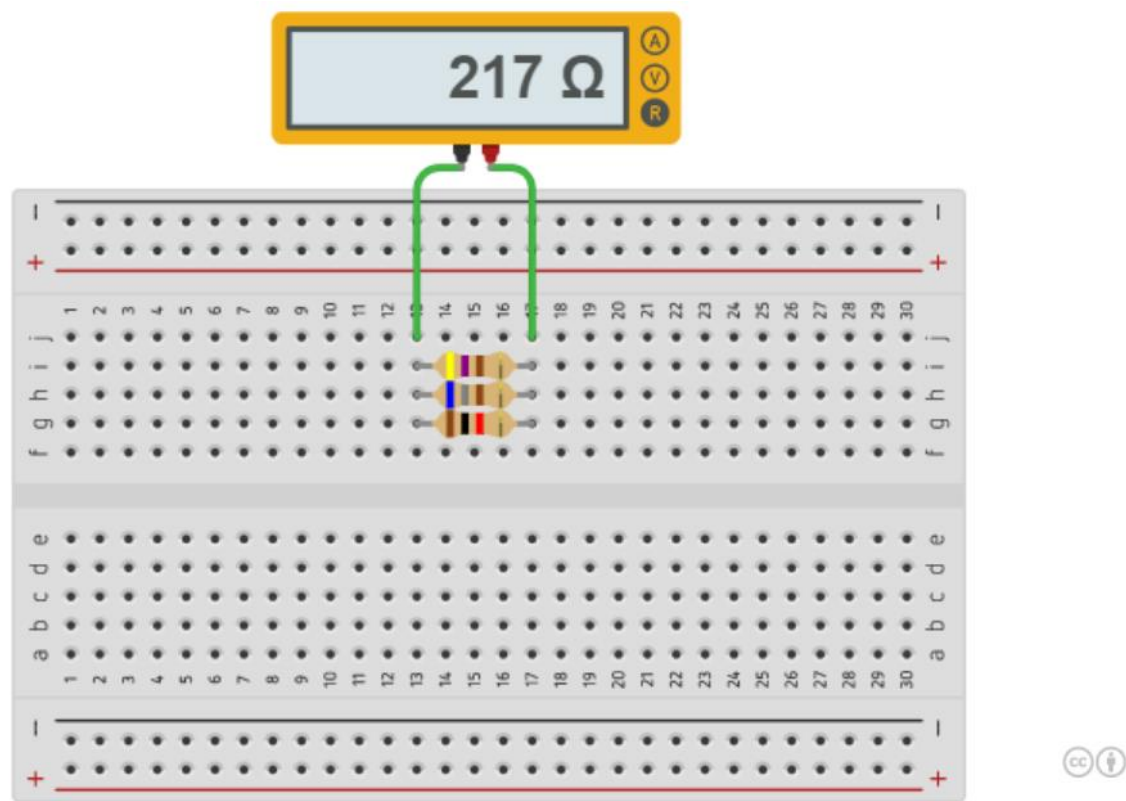 217 Ω
A
V
R
− −
+ +
1 2 3 4 5 6 7 8 9 10 11 12 13 14 15 16 17 18 19 20 21 22 23 24 25 26 27 28 29 30
j j
i i
h h
g g
f f
e e
d d
c c
b b
a a
1 2 3 4 5 6 7 8 9 10 11 12 13 14 15 16 17 18 19 20 21 22 23 24 25 26 27 28 29 30
− −
+ +
cc